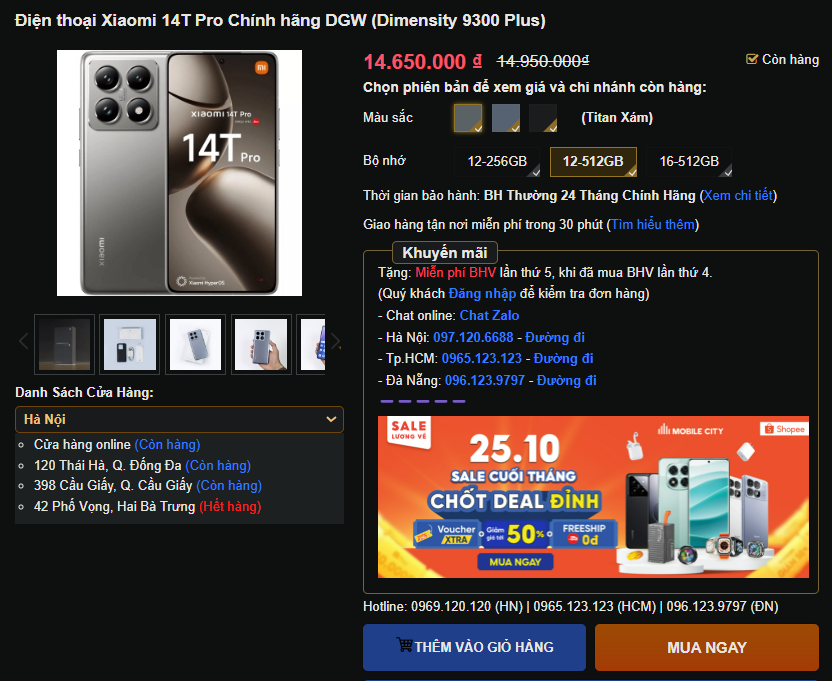 Điện thoại Xiaomi 14T Pro Chính hãng DGW (Dimensity 9300 Plus)
14.650.000 ₫ 14.950.000₫ Còn hàng
Chọn phiên bản để xem giá và chi nhánh còn hàng:
Màu sắc (Titan Xám)
Bộ nhớ 12-256GB 12-512GB 16-512GB
Thời gian bảo hành: BH Thường 24 Tháng Chính Hãng (Xem chi tiết)
Giao hàng tận nơi miễn phí trong 30 phút (Tìm hiểu thêm)
xiaomi 14T Pro
14T Pro
xiaomi
Xiaomi HyperOS
Danh Sách Cửa Hàng:
Hà Nội
Cửa hàng online (Còn hàng)
120 Thái Hà, Q. Đống Đa (Còn hàng)
398 Cầu Giấy, Q. Cầu Giấy (Còn hàng)
42 Phố Vọng, Hai Bà Trưng (Hết hàng)
Khuyến mãi
Tặng: Miễn phí BHV lần thứ 5, khi đã mua BHV lần thứ 4.
(Quý khách Đăng nhập để kiểm tra đơn hàng)
- Chat online: Chat Zalo
- Hà Nội: 097.120.6688 - Đường đi
- Tp.HCM: 0965.123.123 - Đường đi
- Đà Nẵng: 096.123.9797 - Đường đi
SALE
LƯƠNG VỀ
MOBILE CITY
Shopee
25.10
SALE CUỐI THÁNG
CHỐT DEAL ĐỈNH
Voucher
XTRA
Giảm
giá tới
50%
FREESHIP
0đ
MUA NGAY
Hotline: 0969.120.120 (HN) | 0965.123.123 (HCM) | 096.123.9797 (ĐN)
THÊM VÀO GIỎ HÀNG
MUA NGAY